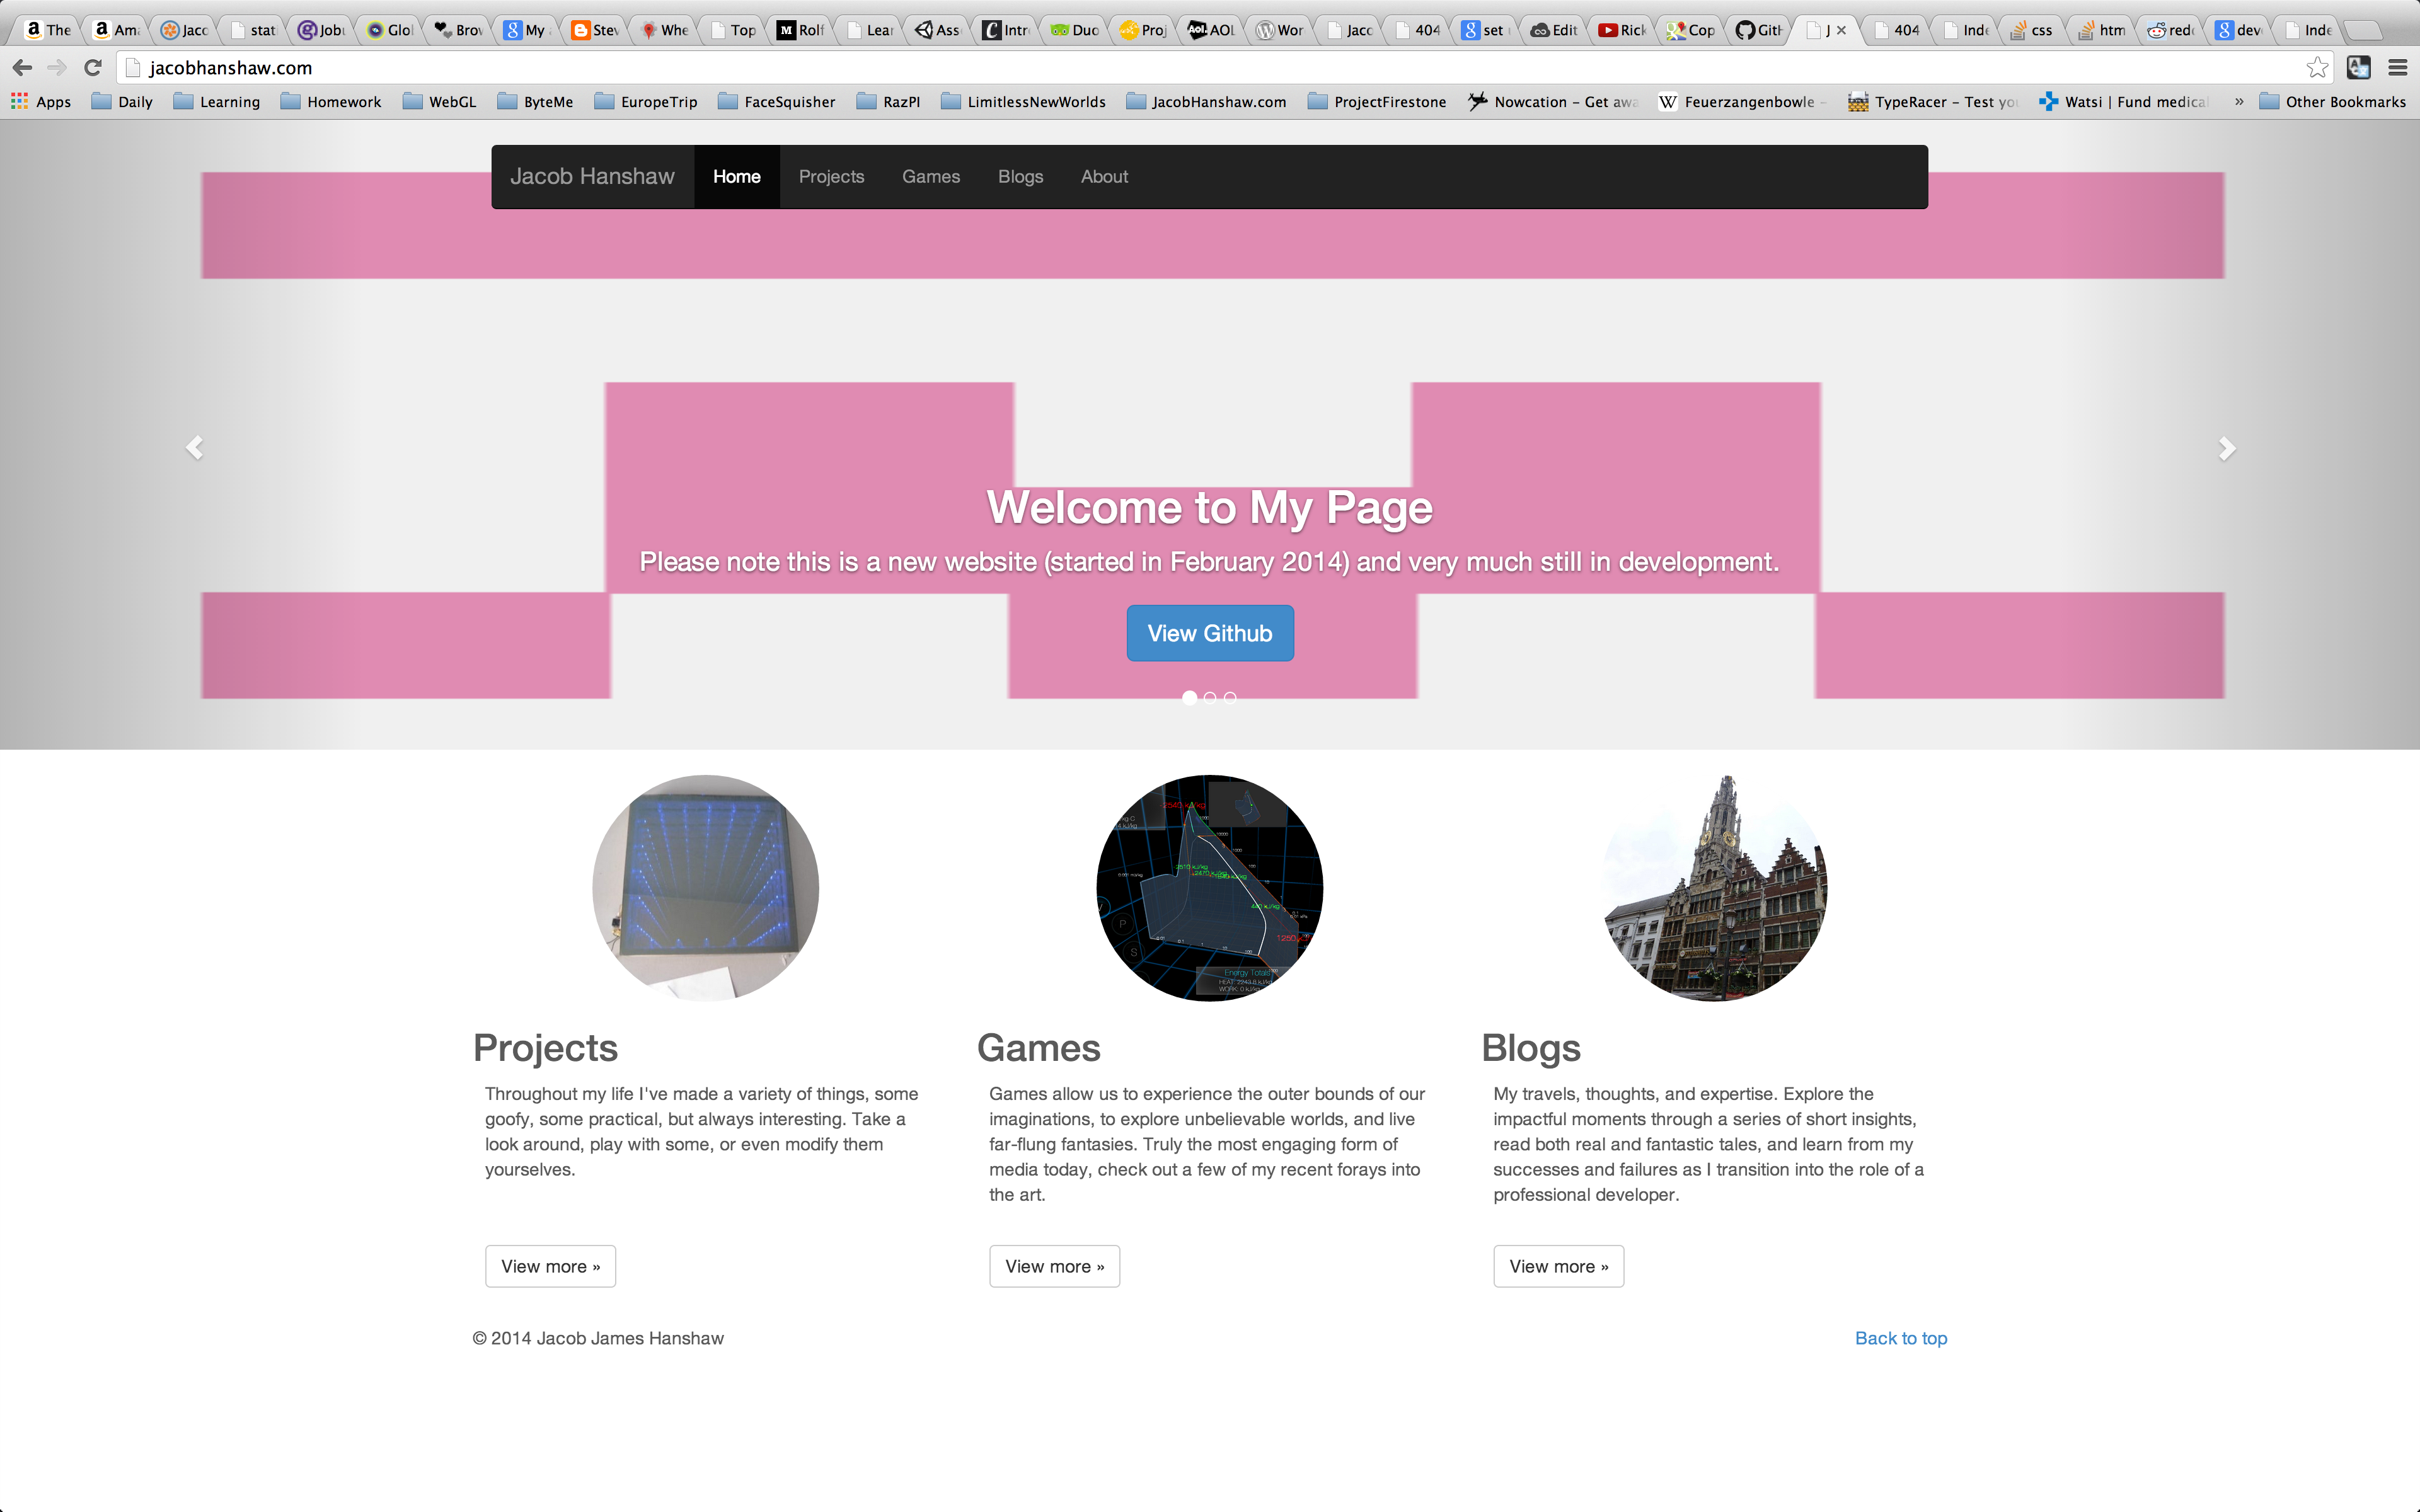 The
Ama
Jacc
stat
Jobu
Glol
Brov
My
Stev
Whe
Top
Rolf
Lear
Ass
Intr
Duo
Proj
AOL
Wor
Jaco
404
set
Edit
Rick
Cop
GitH
J
404
Inde
css
htm
redd
dev
Inde
jacobhanshaw.com
Apps Daily Learning Homework WebGL ByteMe EuropeTrip FaceSquisher RazPI LimitlessNewWorlds JacobHanshaw.com ProjectFirestone Nowcation – Get awa Feuerzangenbowle – TypeRacer – Test you Watsi | Fund medical » Other Bookmarks
Jacob Hanshaw Home Projects Games Blogs About
Welcome to My Page
Please note this is a new website (started in February 2014) and very much still in development.
View Github
Projects
Throughout my life I've made a variety of things, some
goofy, some practical, but always interesting. Take a
look around, play with some, or even modify them
yourselves.
View more »
Games
Games allow us to experience the outer bounds of our
imaginations, to explore unbelievable worlds, and live
far-flung fantasies. Truly the most engaging form of
media today, check out a few of my recent forays into
the art.
View more »
Blogs
My travels, thoughts, and expertise. Explore the
impactful moments through a series of short insights,
read both real and fantastic tales, and learn from my
successes and failures as I transition into the role of a
professional developer.
View more »
© 2014 Jacob James Hanshaw
Back to top